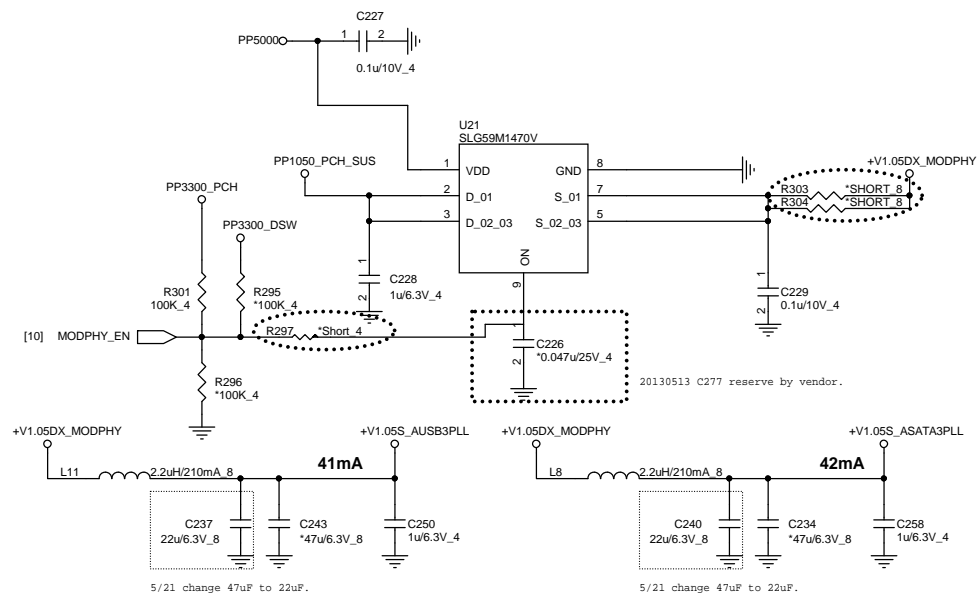 C227
PP5000
1
2
0.1u/10V_4
U21
SLG59M1470V
PP1050_PCH_SUS
+V1.05DX_MODPHY
1
VDD
GND
8
2
D_01
S_01
7
R303
*SHORT_8
R304
*SHORT_8
3
D_02_03
S_02_03
5
PP3300_PCH
PP3300_DSW
ON
9
1
C228
1u/6.3V_4
2
1
C229
0.1u/10V_4
2
R301
100K_4
R295
*100K_4
[10]
MODPHY_EN
R297
*Short_4
1
C226
*0.047u/25V_4
2
R296
*100K_4
20130513 C277 reserve by vendor.
+V1.05DX_MODPHY
+V1.05S_AUSB3PLL
+V1.05DX_MODPHY
+V1.05S_ASATA3PLL
L11
2.2uH/210mA_8
41mA
L8
2.2uH/210mA_8
42mA
C237
22u/6.3V_8
C243
*47u/6.3V_8
C250
1u/6.3V_4
C240
22u/6.3V_8
C234
*47u/6.3V_8
C258
1u/6.3V_4
5/21 change 47uF to 22uF.
5/21 change 47uF to 22uF.